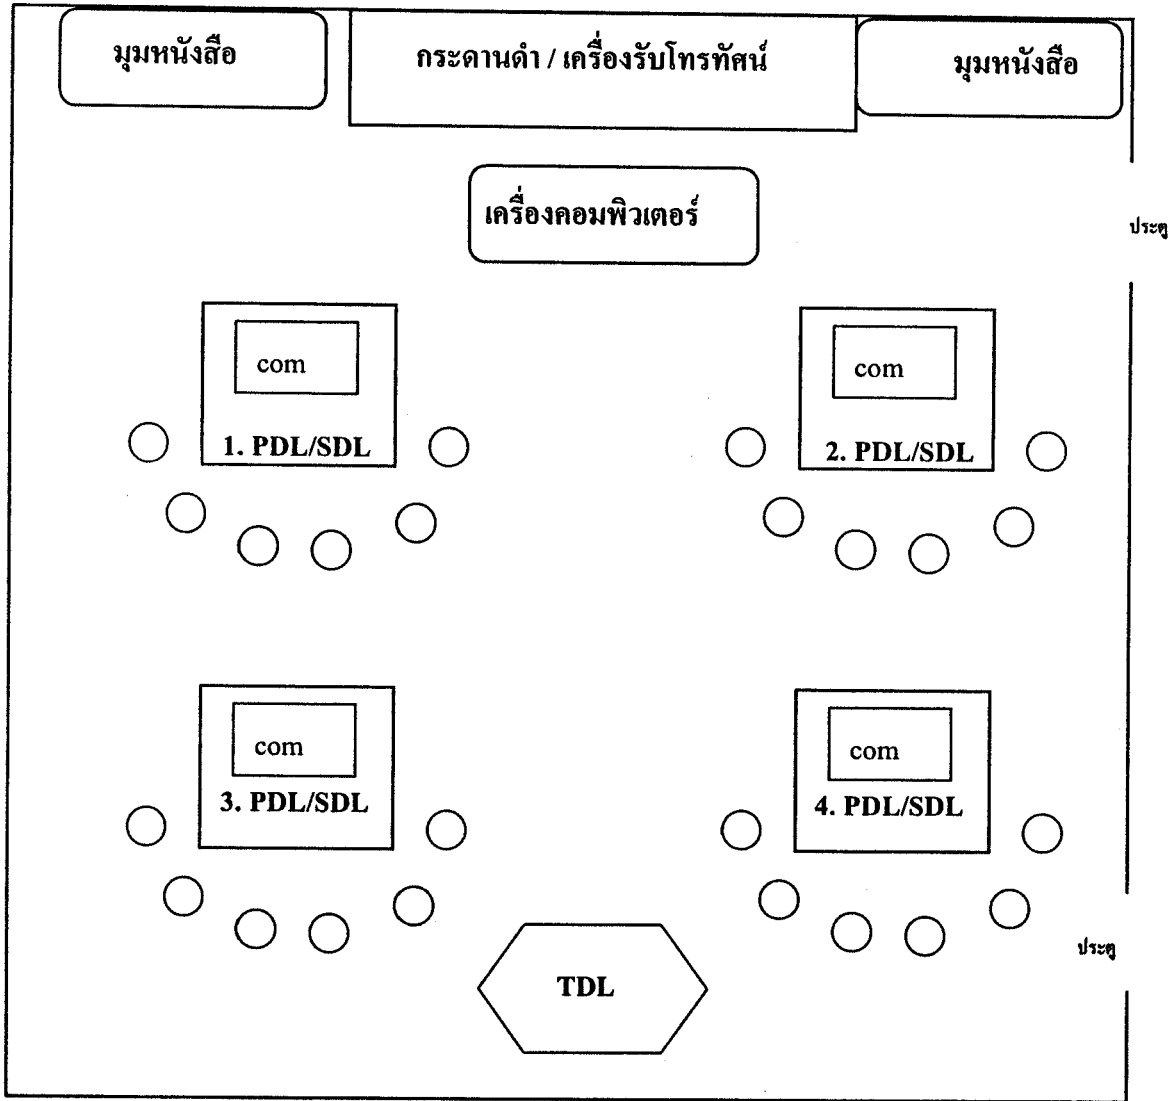 มุมหนังสือ
กระดานดำ / เครื่องรับโทรทัศน์
มุมหนังสือ
เครื่องคอมพิวเตอร์
ประตู
com
1. PDL/SDL
com
2. PDL/SDL
com
3. PDL/SDL
com
4. PDL/SDL
ประตู
TDL